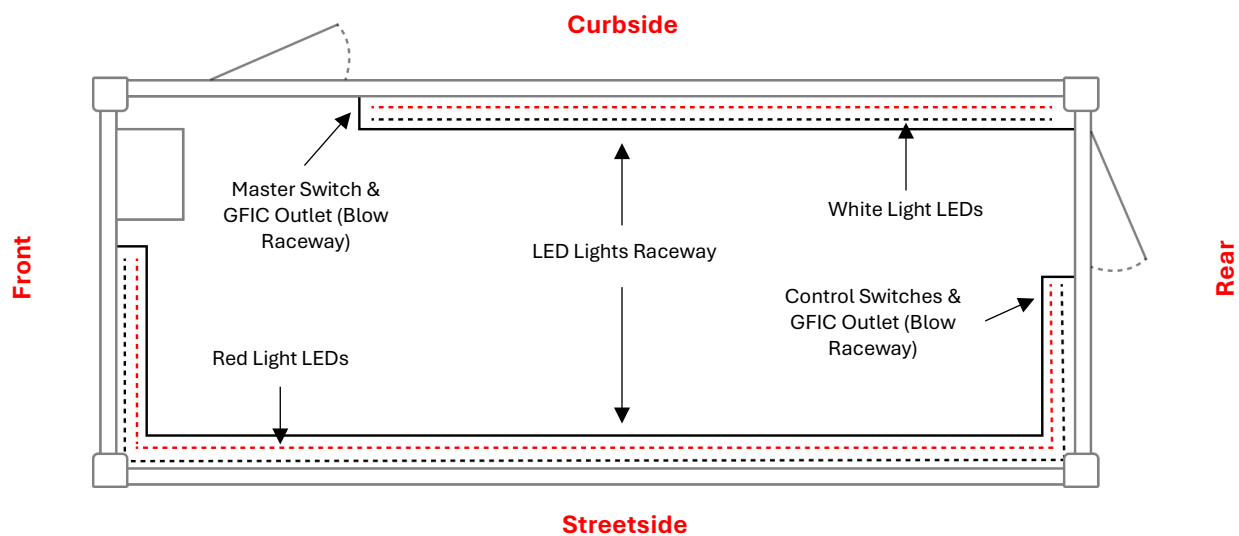 Curbside
Master Switch &
GFIC Outlet (Blow
Raceway)
White Light LEDs
LED Lights Raceway
Front
Rear
Control Switches &
GFIC Outlet (Blow
Raceway)
Red Light LEDs
Streetside